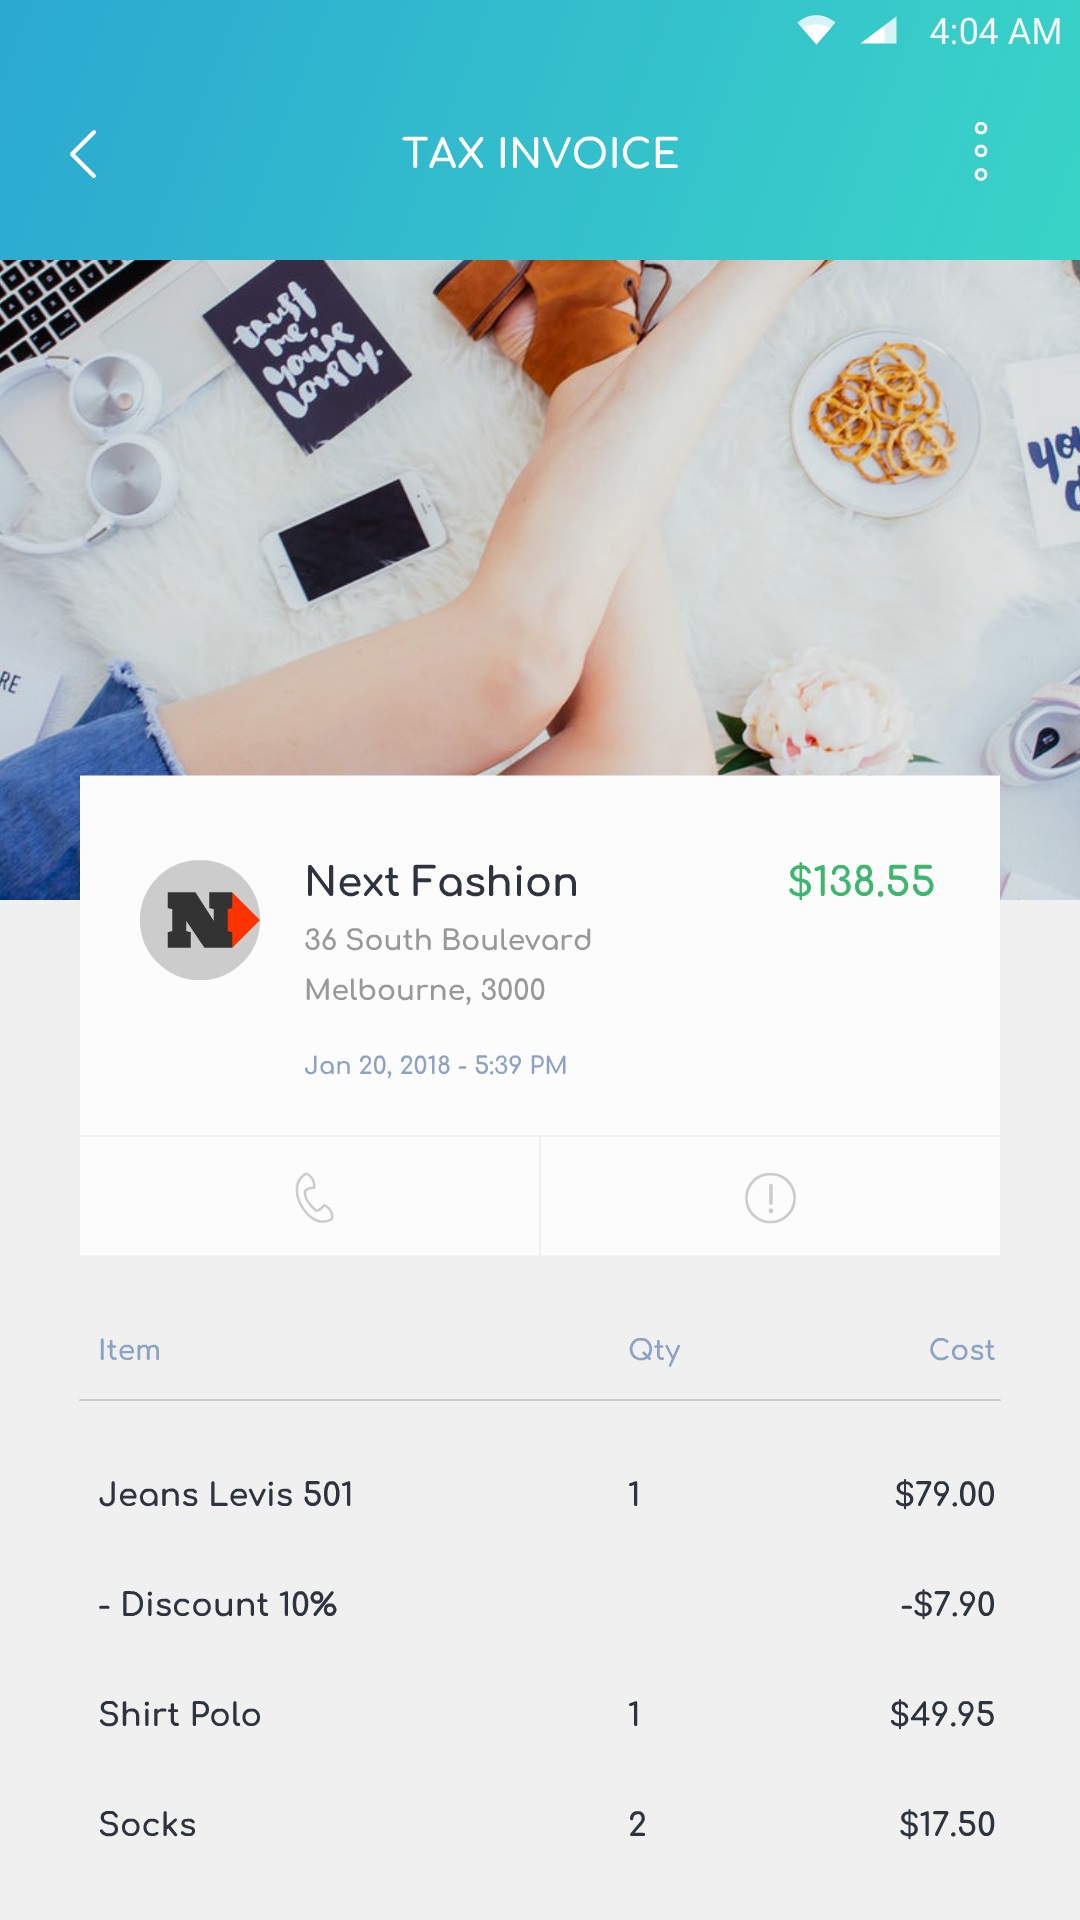 4:04 AM
TAX INVOICE
trust
me,
you're
lovely.
RE
Next Fashion $138.55
N
36 South Boulevard
Melbourne, 3000
Jan 20, 2018 - 5:39 PM
Item Qty Cost
Jeans Levis 501 1 $79.00
- Discount 10% -$7.90
Shirt Polo 1 $49.95
Socks 2 $17.50